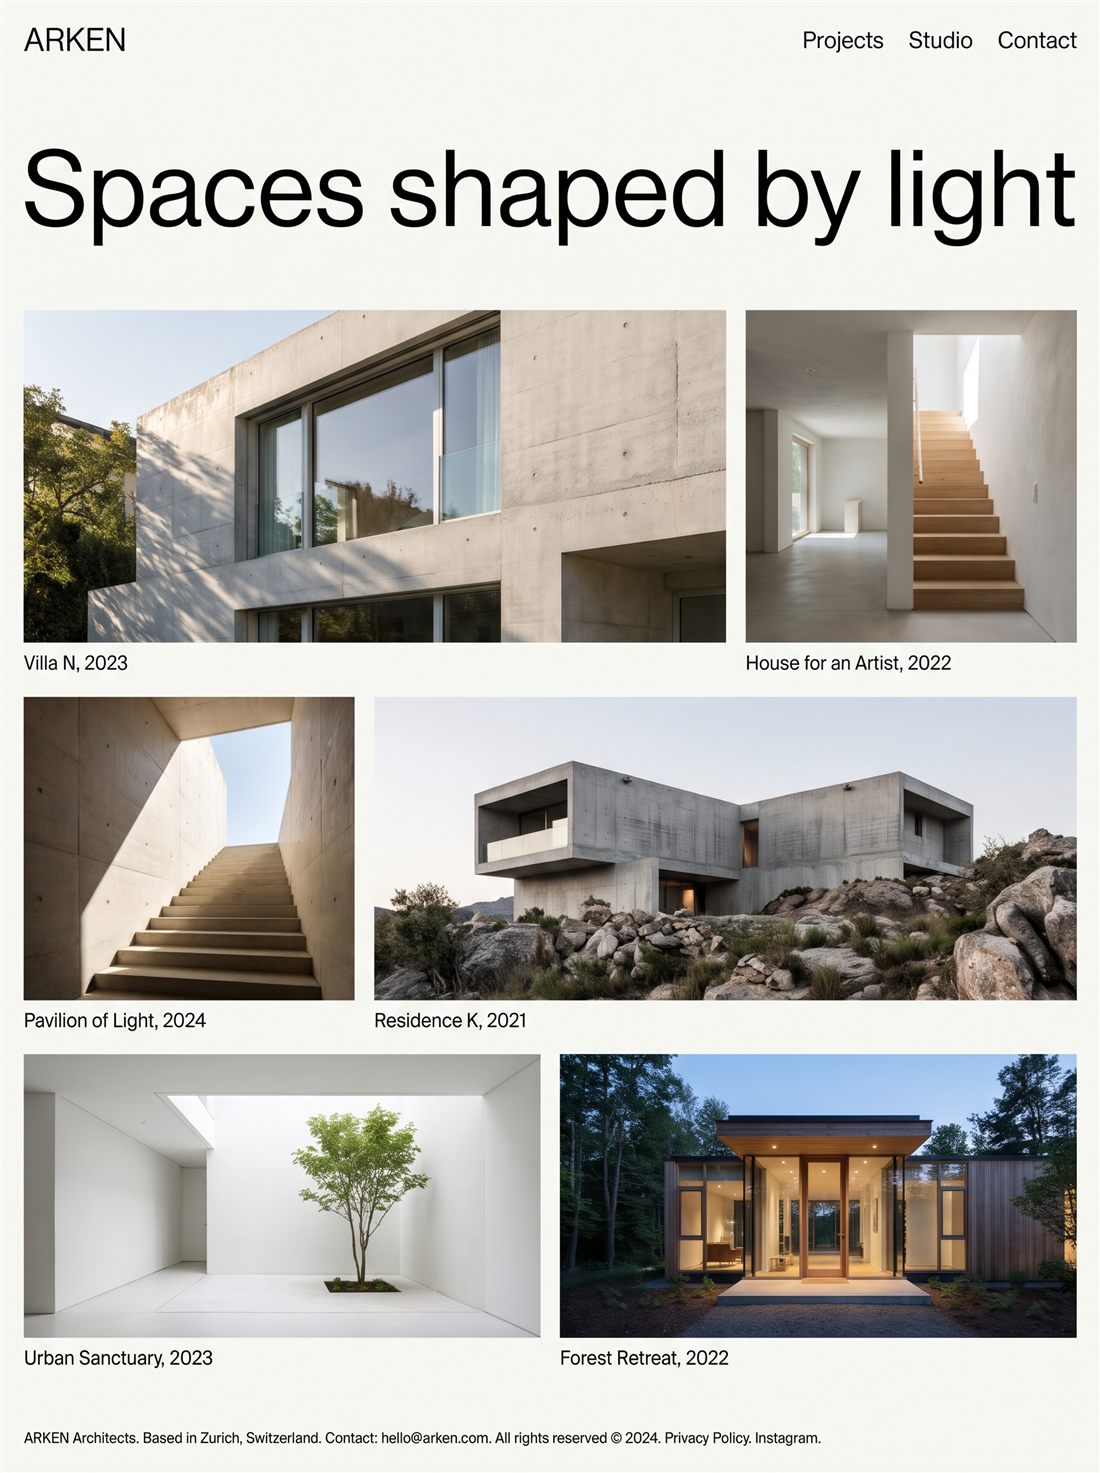 ARKEN
Projects Studio Contact
Spaces shaped by light
Villa N, 2023
House for an Artist, 2022
Pavilion of Light, 2024
Residence K, 2021
Urban Sanctuary, 2023
Forest Retreat, 2022
ARKEN Architects. Based in Zurich, Switzerland. Contact: hello@arken.com. All rights reserved © 2024. Privacy Policy. Instagram.